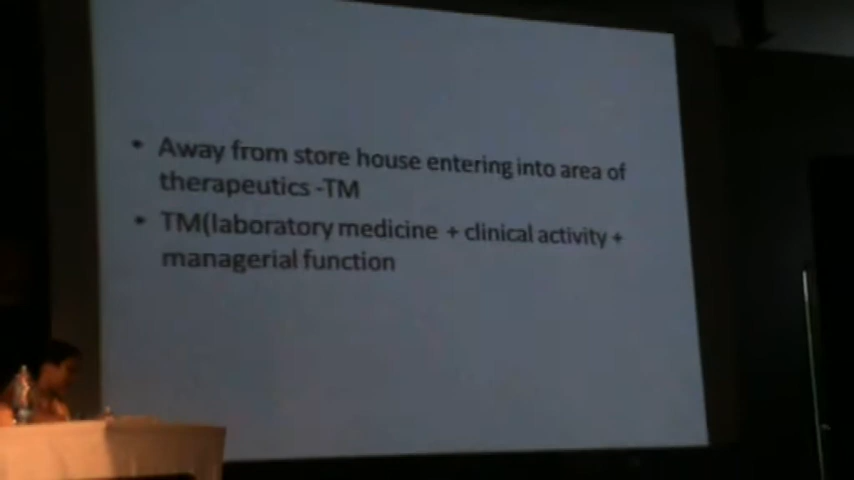 • Away from store house entering into area of
therapeutics -TM
• TM(laboratory medicine + clinical activity +
managerial function